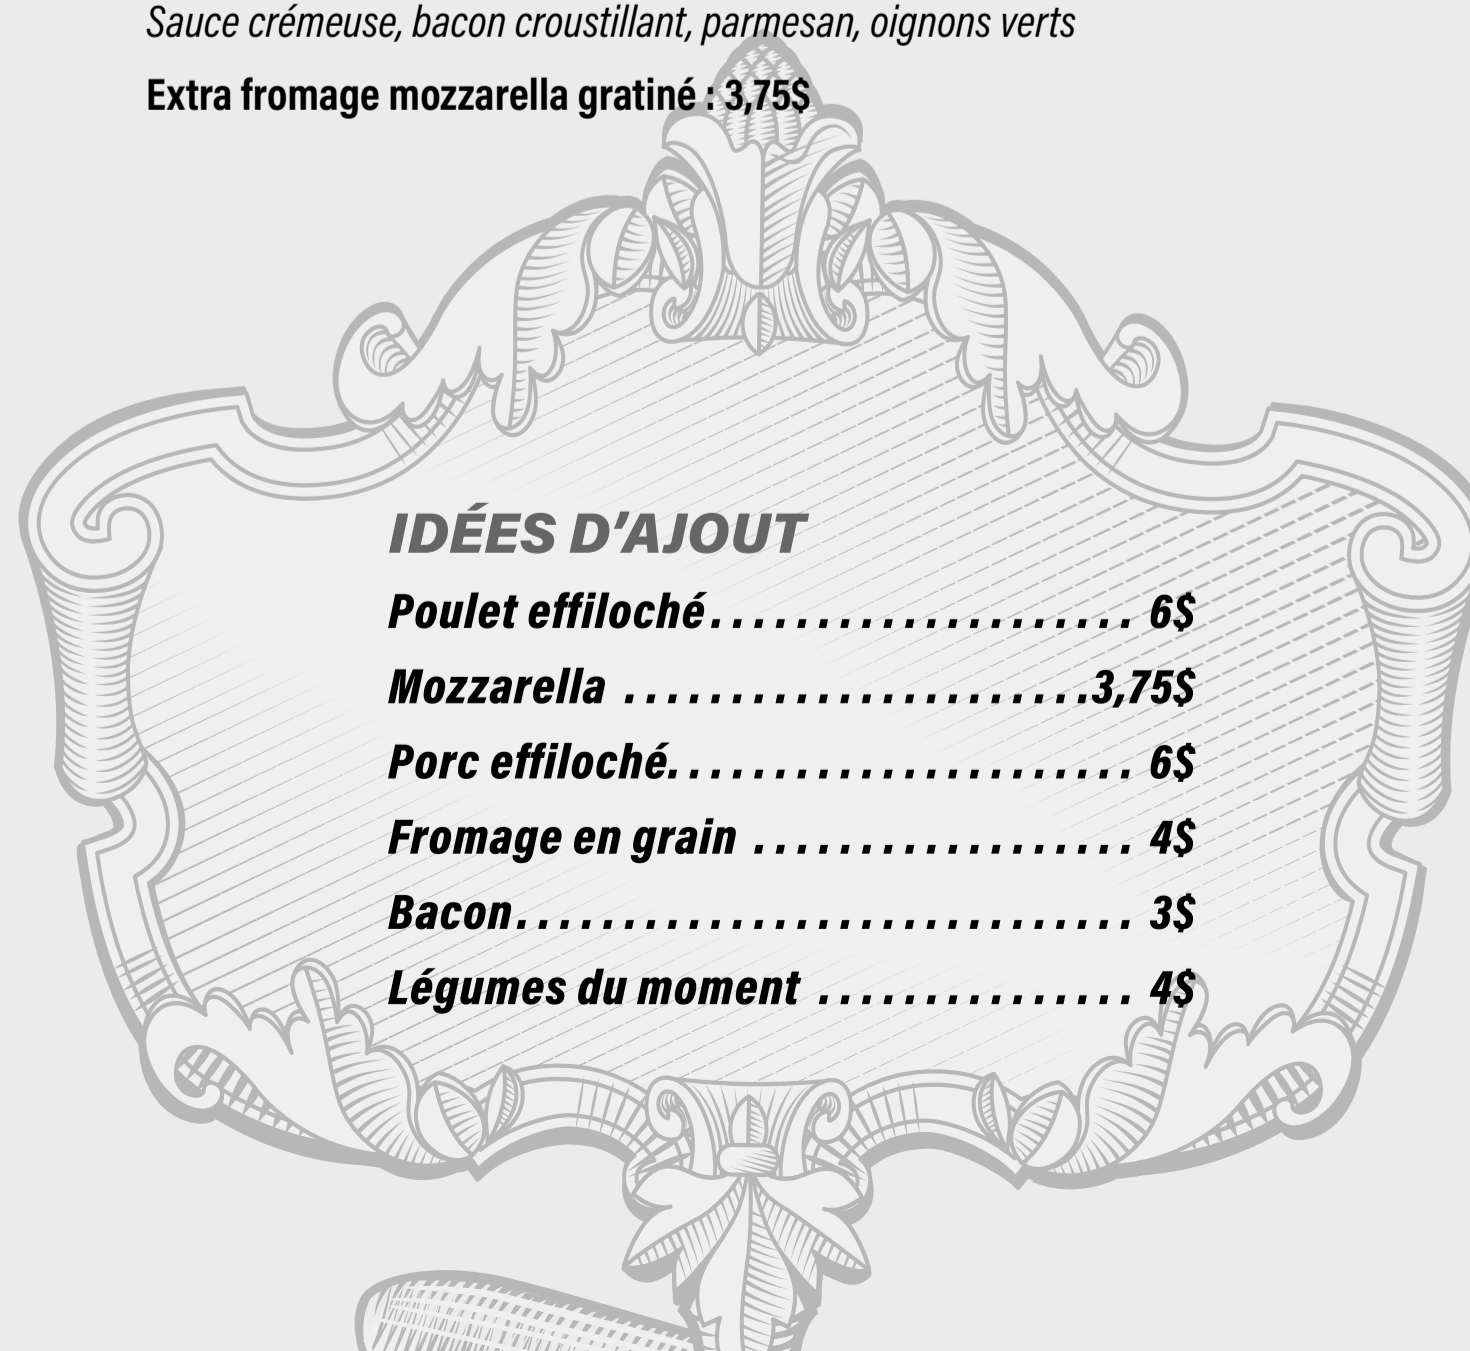 Sauce crémeuse, bacon croustillant, parmesan, oignons verts
Extra fromage mozzarella gratiné : 3,75$
IDÉES D’AJOUT
Poulet effiloché. . . . . . . . . . . . . . . . . . . . 6$
Mozzarella . . . . . . . . . . . . . . . . . . . . . .3,75$
Porc effiloché. . . . . . . . . . . . . . . . . . . . . . 6$
Fromage en grain . . . . . . . . . . . . . . . . . . 4$
Bacon. . . . . . . . . . . . . . . . . . . . . . . . . . . . . 3$
Légumes du moment . . . . . . . . . . . . . . . 4$